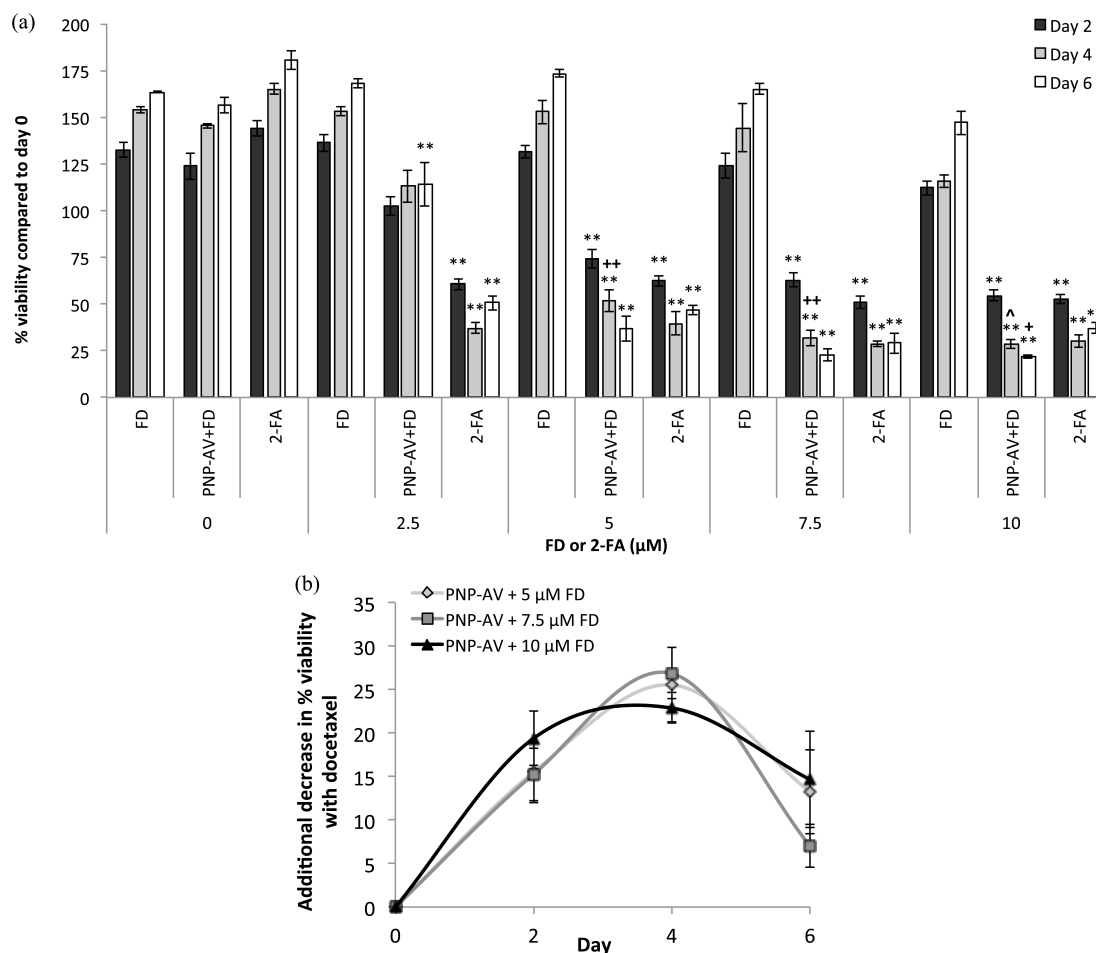 (a)
% viability compared to day 0
200
175
150
125
100
75
50
25
0
Day 2
Day 4
Day 6
**
** ** **
** ++ ** **
** ** **
** ++ ** **
** ** **
** ^ ** + **
** ** *
FD PNP-AV+FD 2-FA FD PNP-AV+FD 2-FA FD PNP-AV+FD 2-FA FD PNP-AV+FD 2-FA FD PNP-AV+FD 2-FA
0 2.5 5 7.5 10
FD or 2-FA (µM)
(b)
PNP-AV + 5 µM FD
PNP-AV + 7.5 µM FD
PNP-AV + 10 µM FD
Additional decrease in % viability
with docetaxel
35
30
25
20
15
10
5
0
0 2 4 6
Day